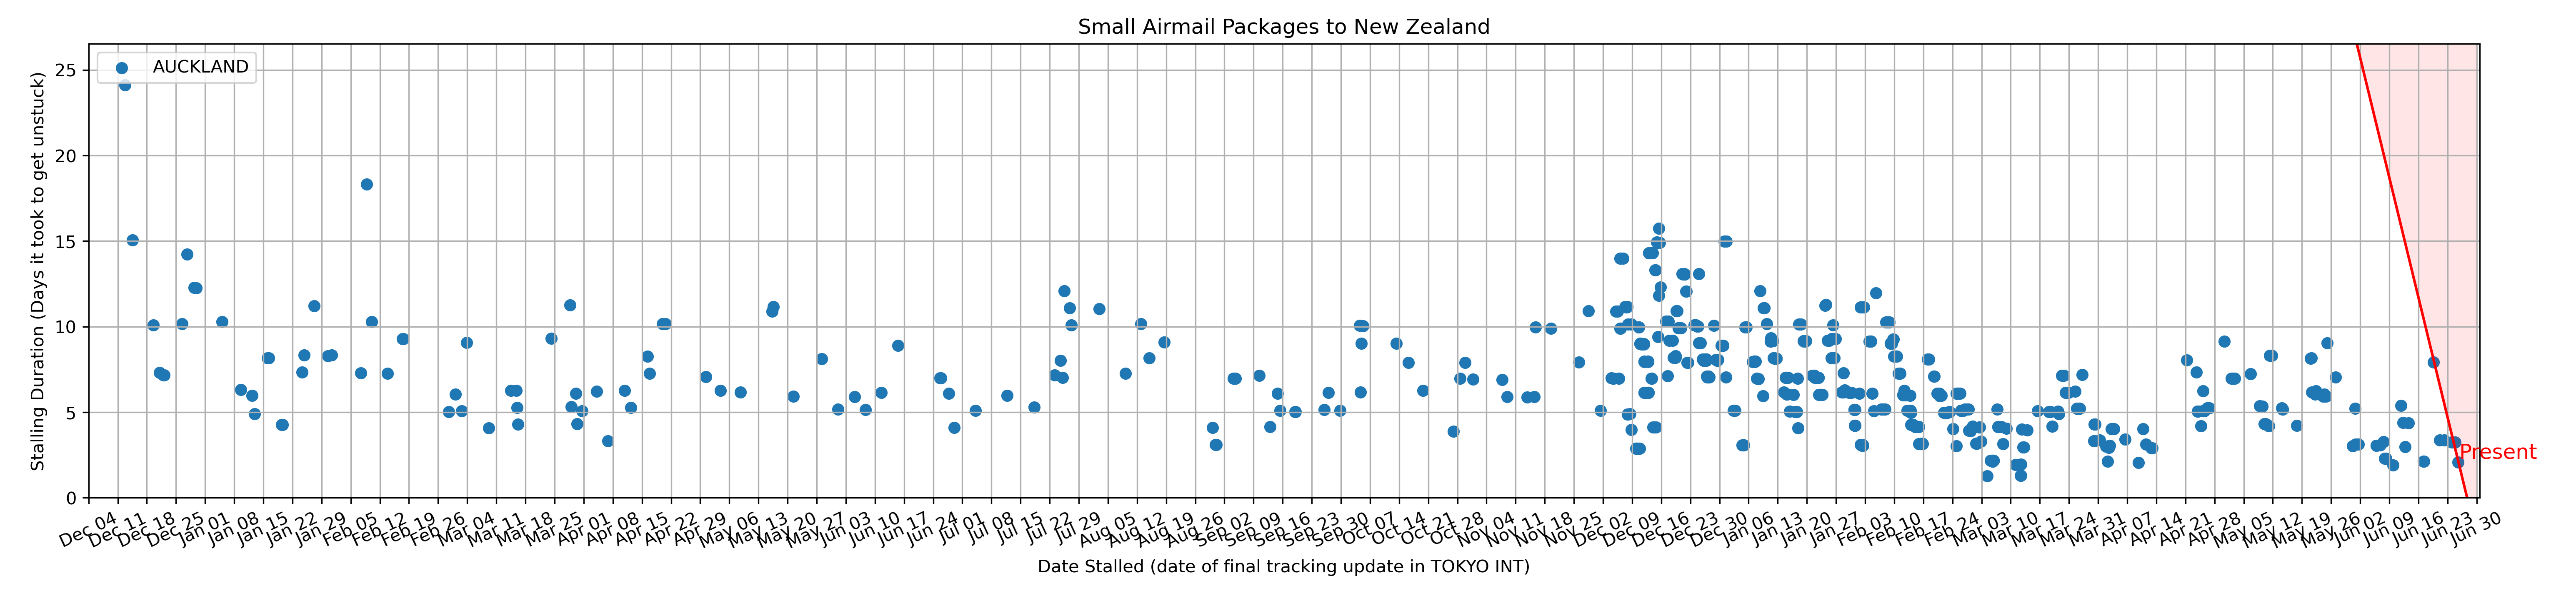 Small Airmail Packages to New Zealand
AUCKLAND
Stalling Duration (Days it took to get unstuck)
25
20
15
10
5
0
Present
Dec 04
Dec 11
Dec 18
Dec 25
Jan 01
Jan 08
Jan 15
Jan 22
Jan 29
Feb 05
Feb 12
Feb 19
Feb 26
Mar 04
Mar 11
Mar 18
Mar 25
Apr 01
Apr 08
Apr 15
Apr 22
Apr 29
May 06
May 13
May 20
May 27
Jun 03
Jun 10
Jun 17
Jun 24
Jul 01
Jul 08
Jul 15
Jul 22
Jul 29
Aug 05
Aug 12
Aug 19
Aug 26
Sep 02
Sep 09
Sep 16
Sep 23
Sep 30
Oct 07
Oct 14
Oct 21
Oct 28
Nov 04
Nov 11
Nov 18
Nov 25
Dec 02
Dec 09
Dec 16
Dec 23
Dec 30
Jan 06
Jan 13
Jan 20
Jan 27
Feb 03
Feb 10
Feb 17
Feb 24
Mar 03
Mar 10
Mar 17
Mar 24
Mar 31
Apr 07
Apr 14
Apr 21
Apr 28
May 05
May 12
May 19
May 26
Jun 02
Jun 09
Jun 16
Jun 23
Jun 30
Date Stalled (date of final tracking update in TOKYO INT)